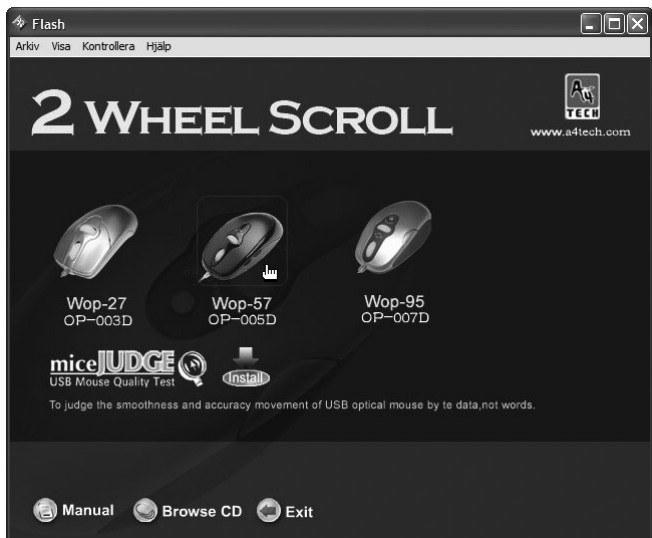 Flash
Arkiv Visa Kontrollera Hjälp
2 WHEEL SCROLL
A4
TECH
www.a4tech.com
Wop-27
OP-003D
Wop-57
OP-005D
Wop-95
OP-007D
miceJUDGE
USB Mouse Quality Test
Install
To judge the smoothness and accuracy movement of USB optical mouse by te data,not words.
Manual Browse CD Exit